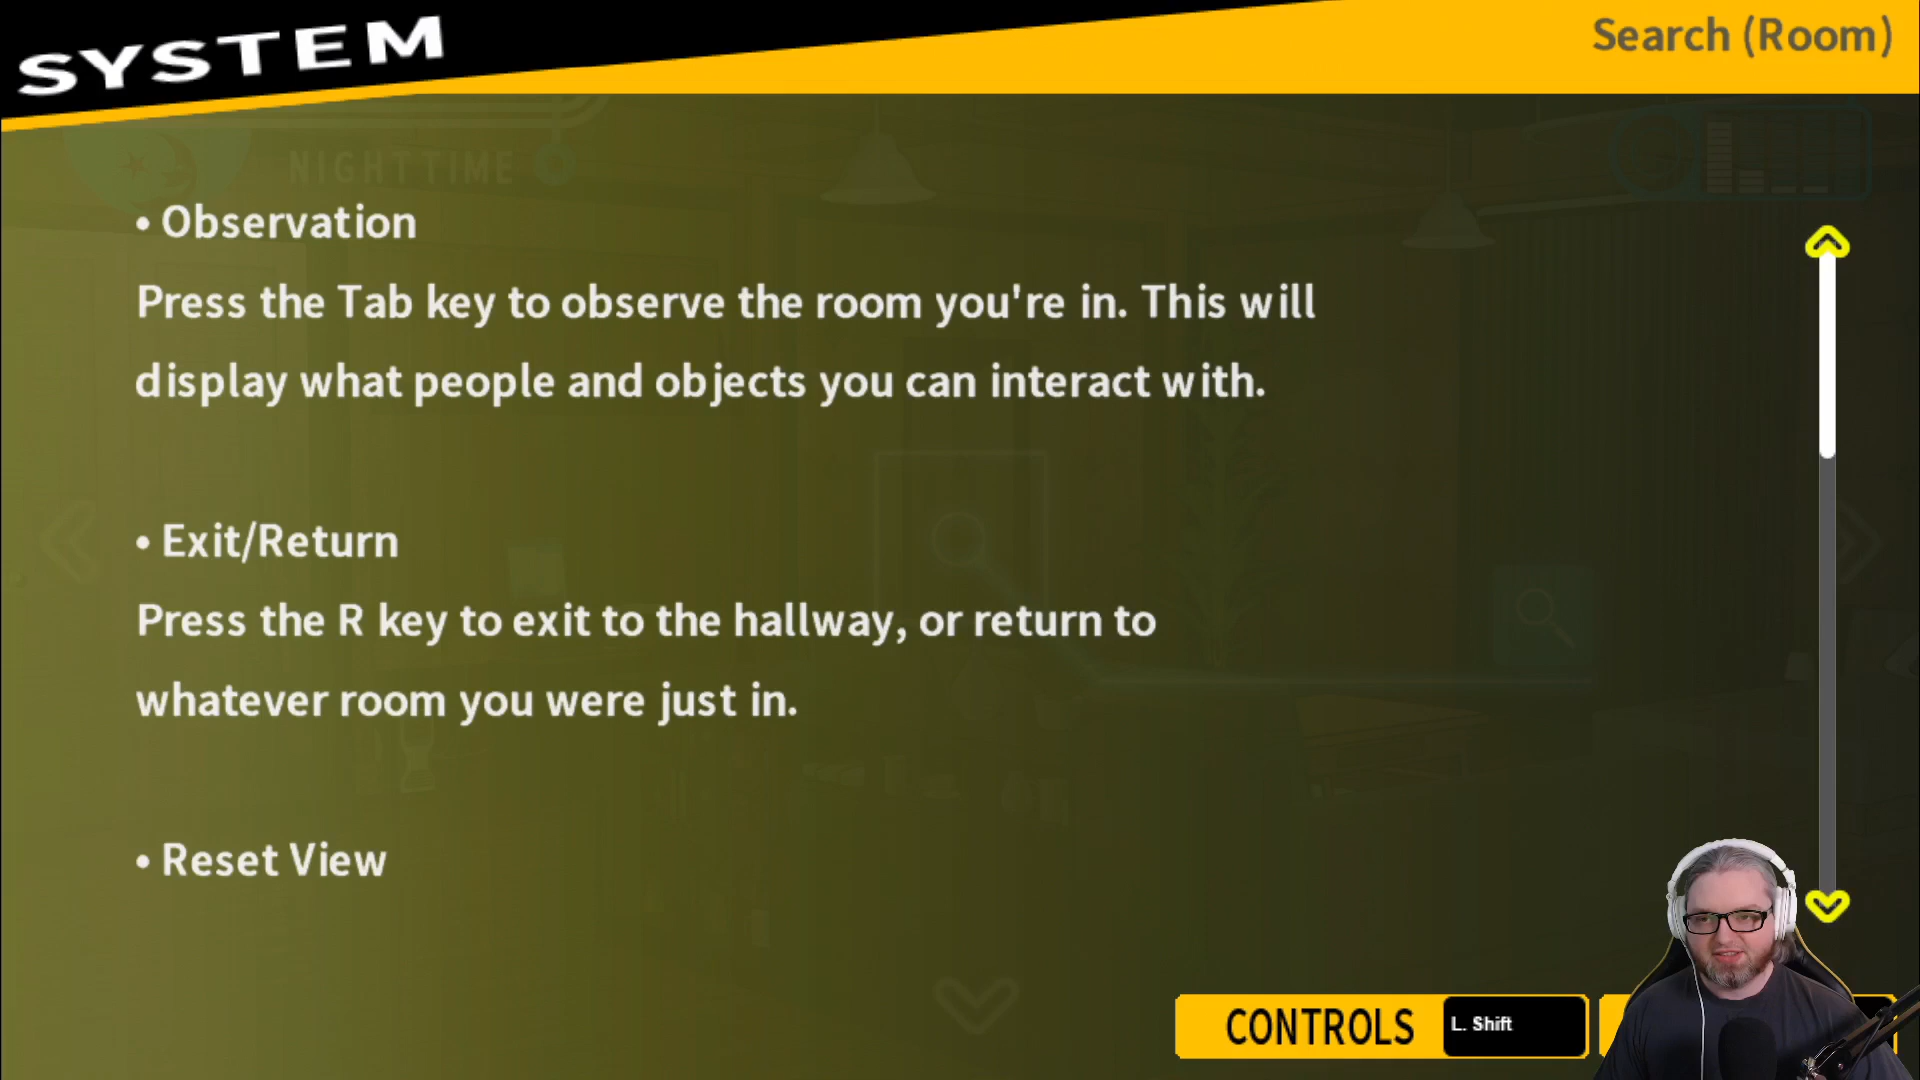 SYSTEM
Search (Room)
NIGHTTIME
• Observation
Press the Tab key to observe the room you're in. This will
display what people and objects you can interact with.
• Exit/Return
Press the R key to exit to the hallway, or return to
whatever room you were just in.
• Reset View
CONTROLS
L. Shift